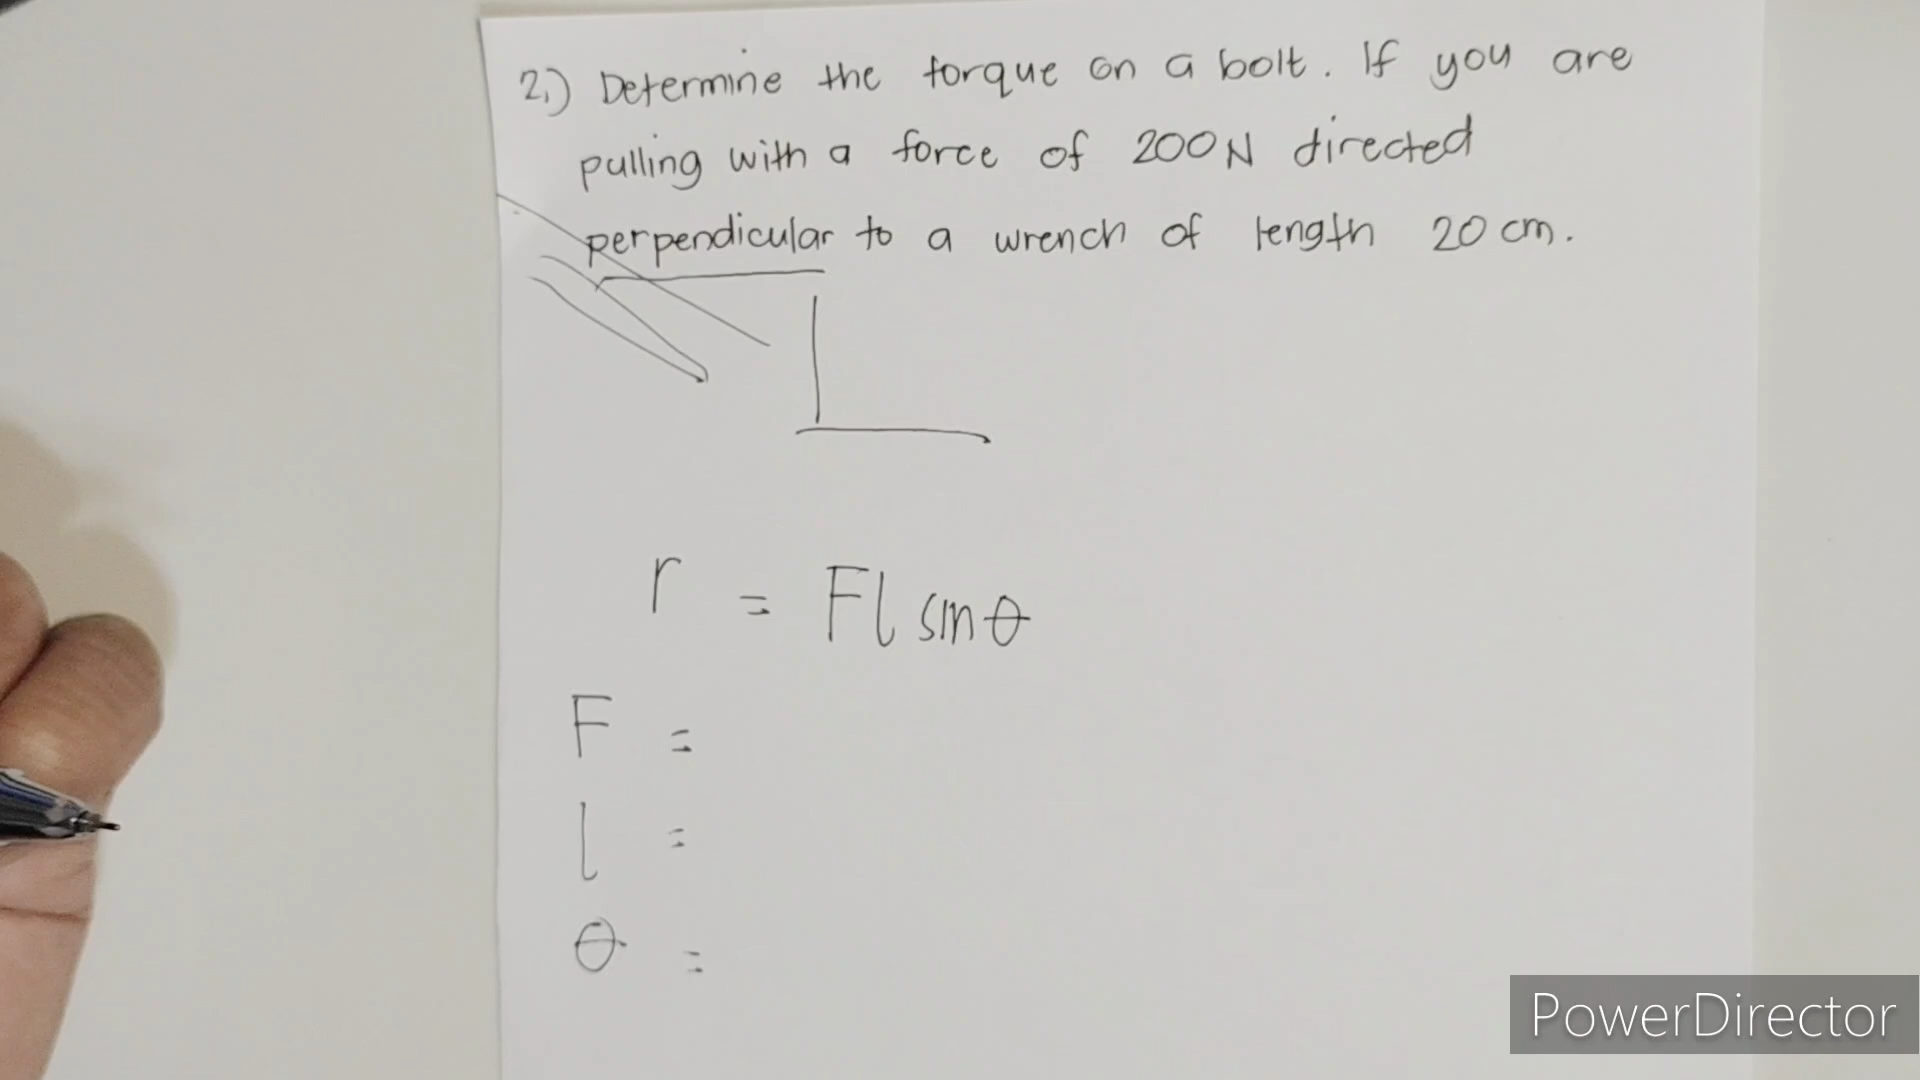 2.) Determine the torque on a bolt. If you are
pulling with a force of 200N directed
perpendicular to a wrench of length 20 cm.
r = Fl sinθ
F =
l =
θ =
PowerDirector